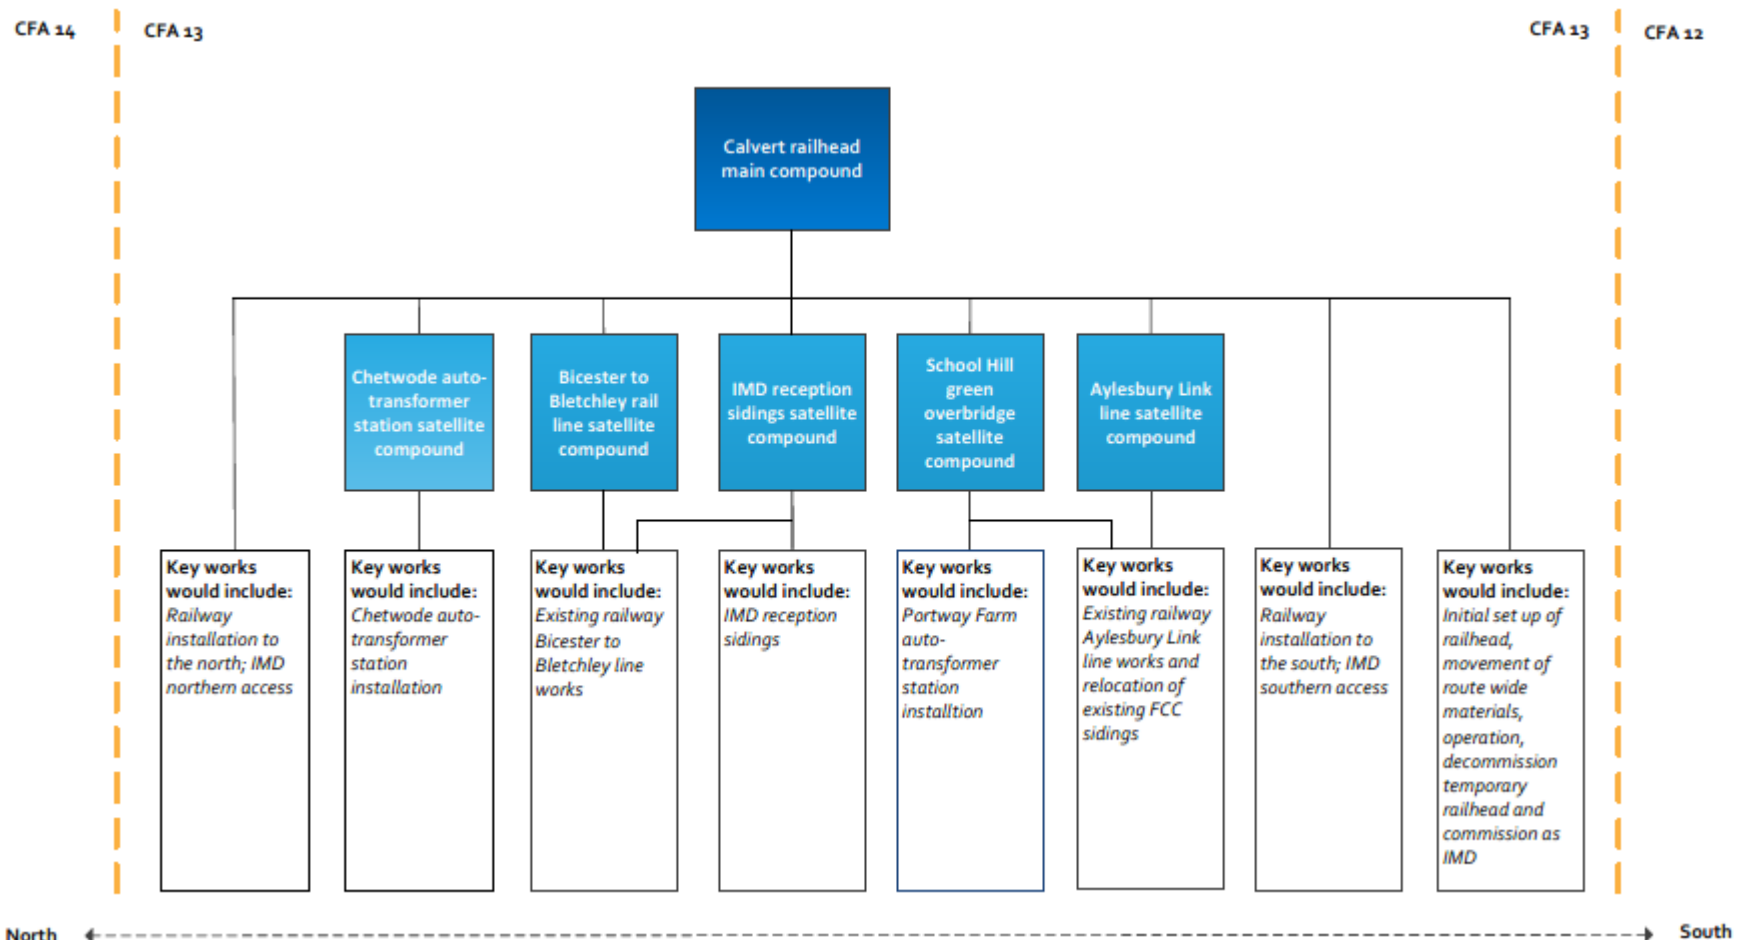 CFA 14
CFA 13
CFA 13
CFA 12
Calvert railhead
main compound
Chetwode auto-
transformer
station satellite
compound
Bicester to
Bletchley rail
line satellite
compound
IMD reception
sidings satellite
compound
School Hill
green
overbridge
satellite
compound
Aylesbury Link
line satellite
compound
Key works
would include:
Railway
installation to
the north; IMD
northern access
Key works
would include:
Chetwode auto-
transformer
station
installation
Key works
would include:
Existing railway
Bicester to
Bletchley line
works
Key works
would include:
IMD reception
sidings
Key works
would include:
Portway Farm
auto-
transformer
station
installtion
Key works
would include:
Existing railway
Aylesbury Link
line works and
relocation of
existing FCC
sidings
Key works
would include:
Railway
installation to
the south; IMD
southern access
Key works
would include:
Initial set up of
railhead,
movement of
route wide
materials,
operation,
decommission
temporary
railhead and
commission as
IMD
North
South